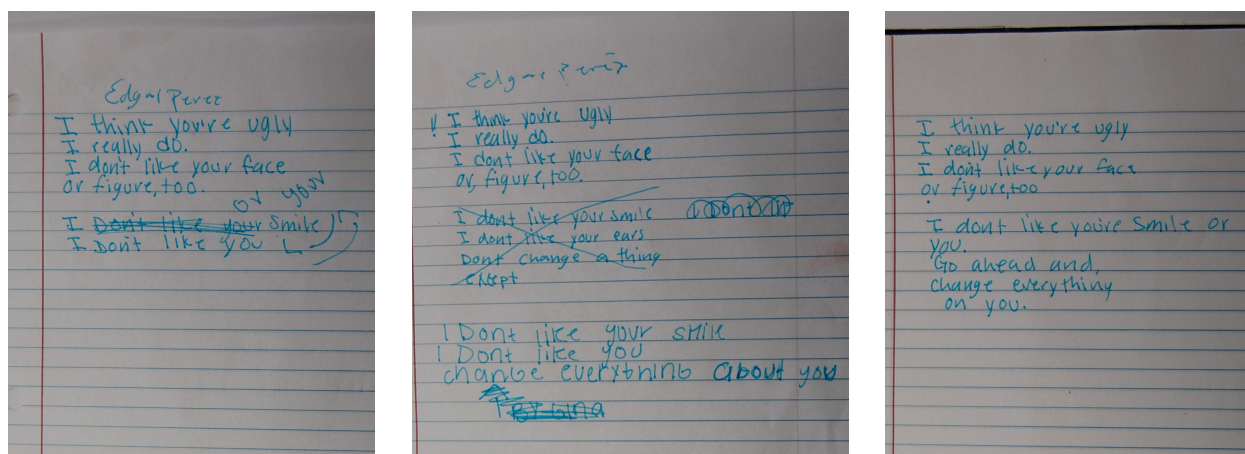 Edgar Perez
I think you're ugly
I really do.
I don't like your face
or figure, too.
or your
I Don't like your smile
I Don't like you
Edgar Perez
! I think you're ugly
I really do.
I dont like your face
or, figure, too.
I dont like your smile
I dont like your ears
Dont change a thing
exept
I Dont like your smile
I Dont like you
change everything about you
I think you're ugly
I really do.
I dont like your face
or figure, too
I dont like you're smile or
you.
Go ahead and,
change everything
on you.